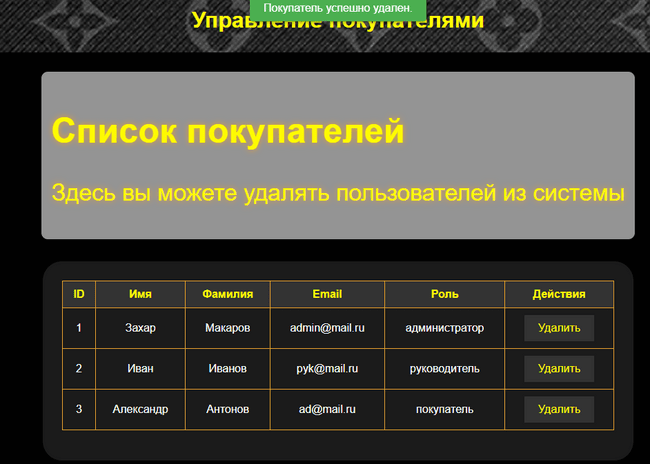 Покупатель успешно удален.
Управление покупателями
Список покупателей
Здесь вы можете удалять пользователей из системы
ID Имя Фамилия Email Роль Действия
1 Захар Макаров admin@mail.ru администратор Удалить
2 Иван Иванов pyk@mail.ru руководитель Удалить
3 Александр Антонов ad@mail.ru покупатель Удалить